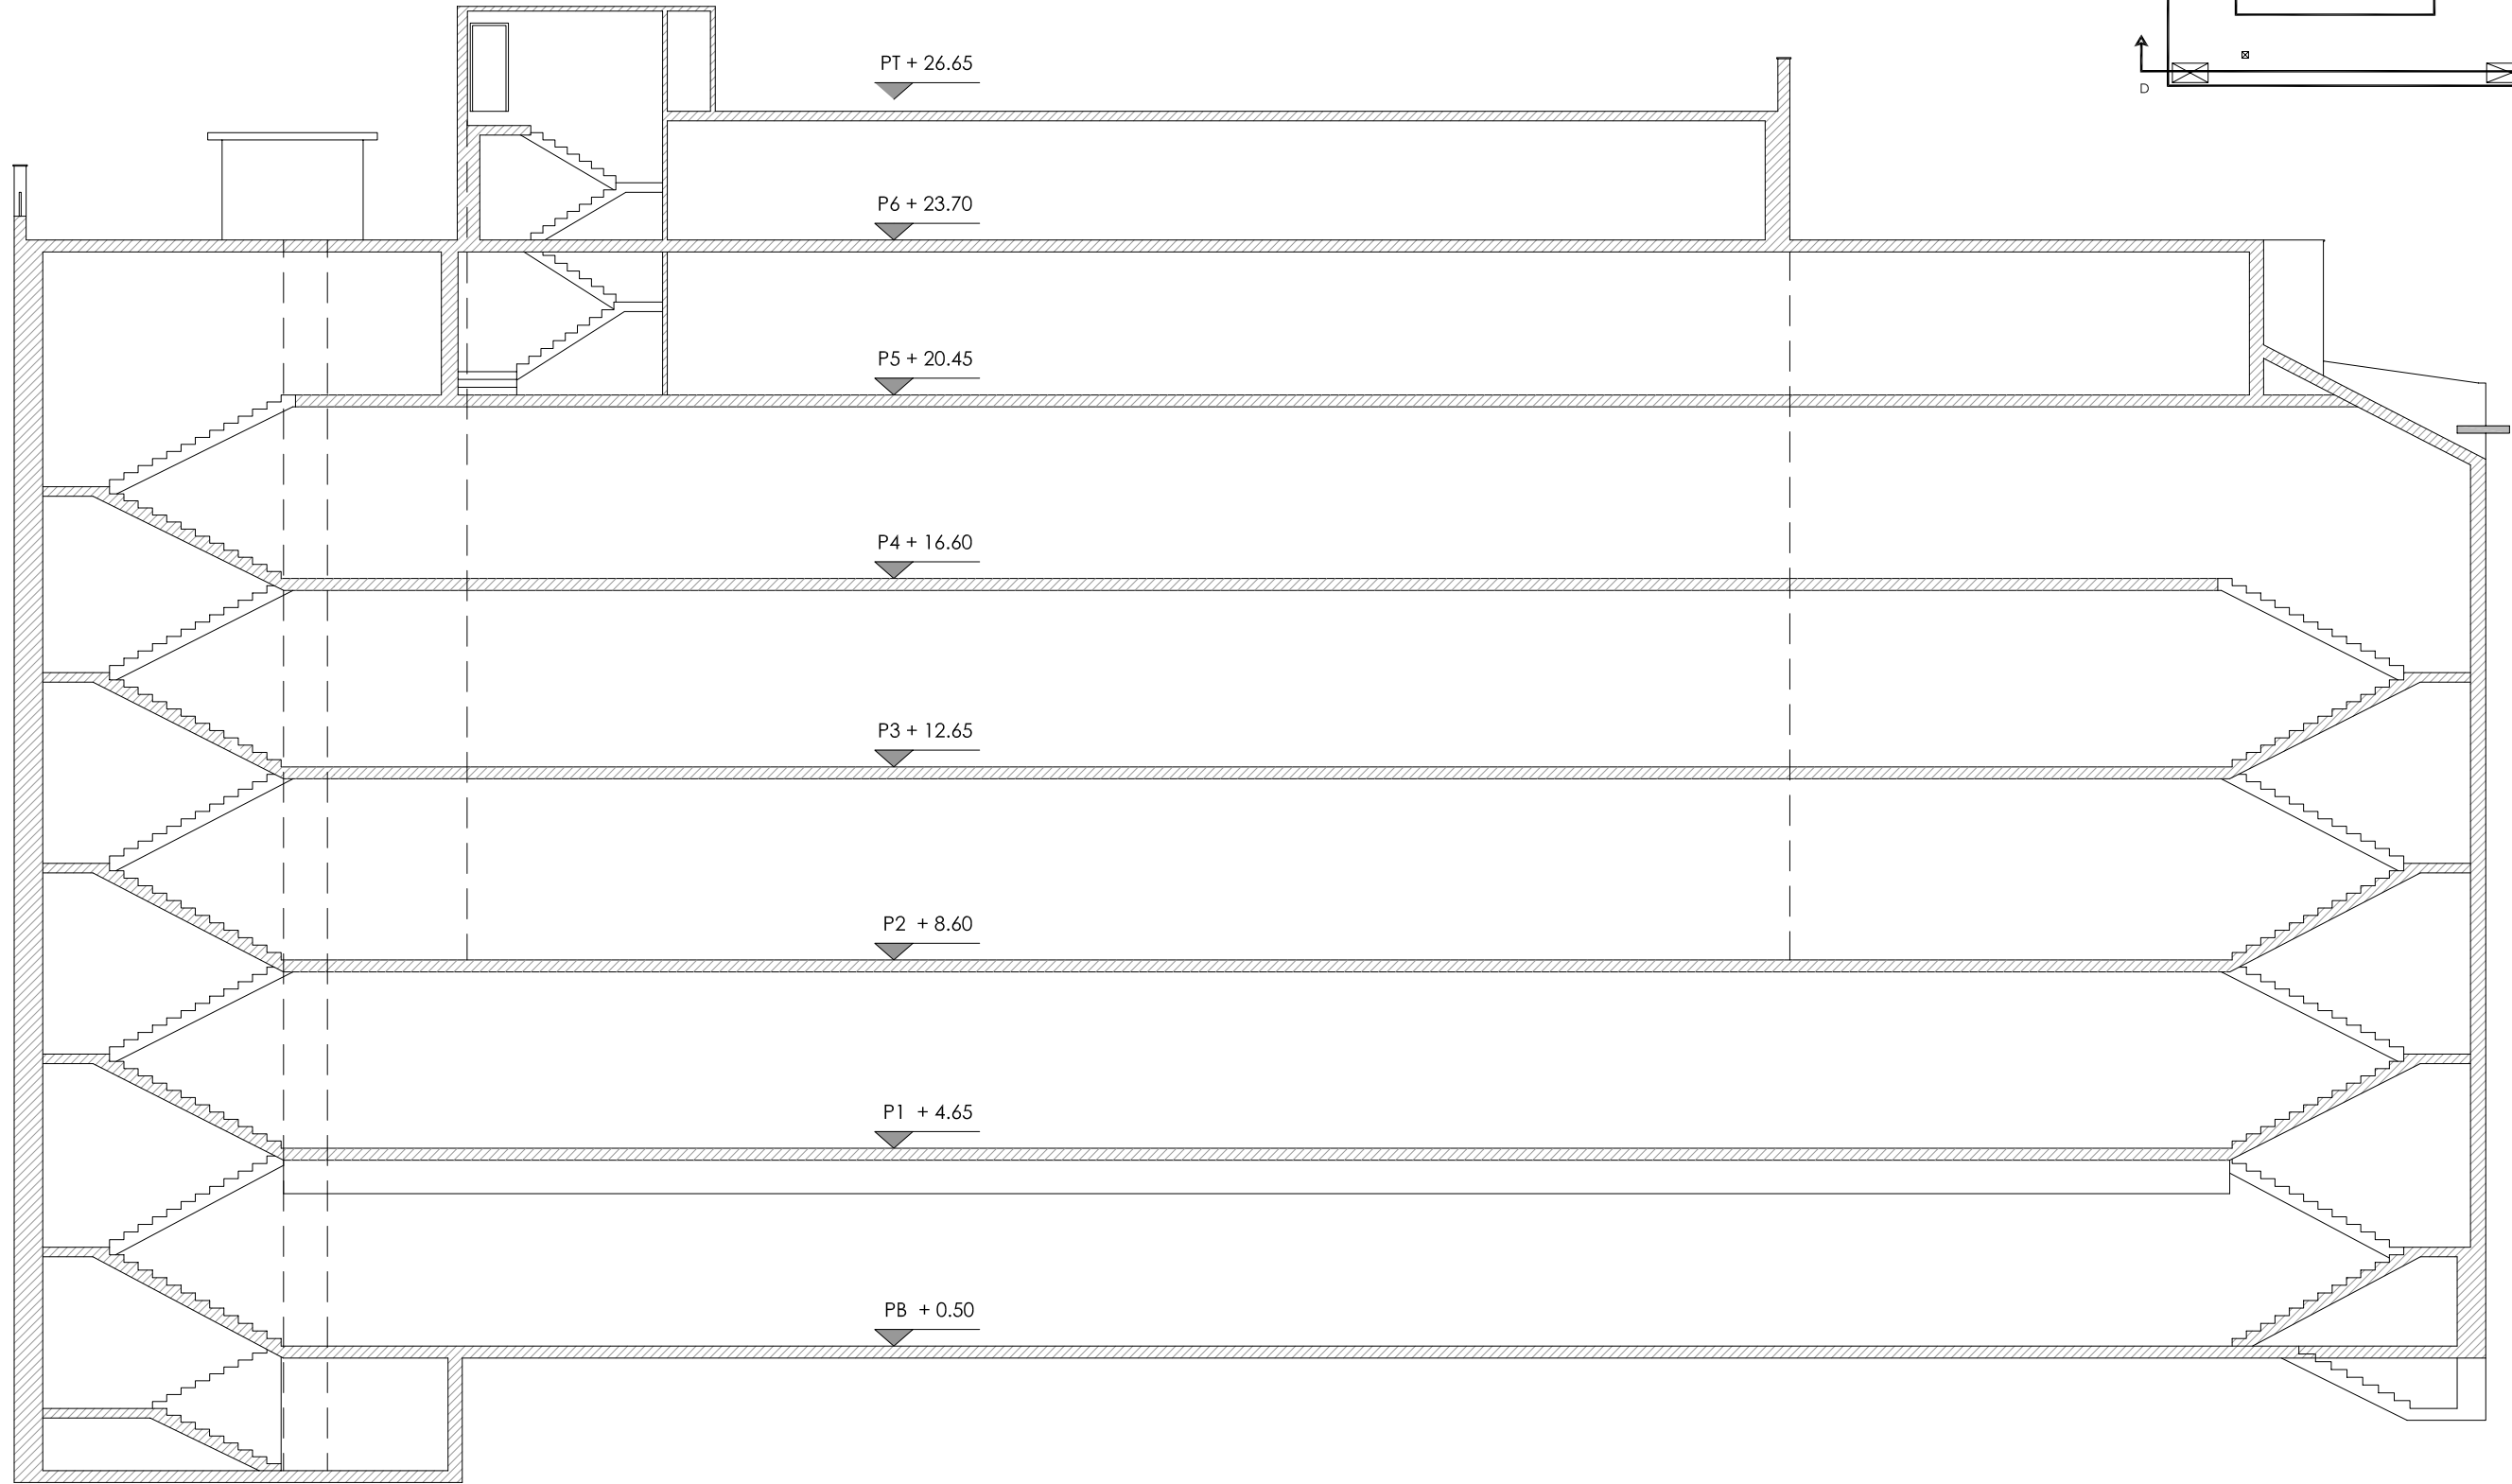 PT + 26.65
D
P6 + 23.70
P5 + 20.45
P4 + 16.60
P3 + 12.65
P2 + 8.60
P1 + 4.65
PB + 0.50